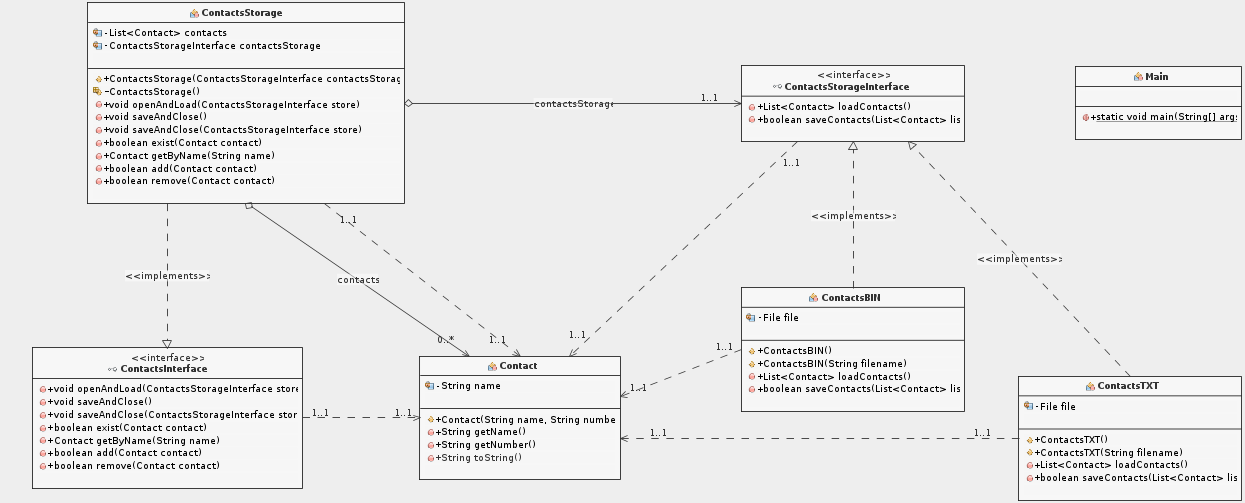 ContactsStorage
- List<Contact> contacts
- ContactsStorageInterface contactsStorage
+ContactsStorage(ContactsStorageInterface contactsStorag
-ContactsStorage()
+void openAndLoad(ContactsStorageInterface store)
+void saveAndClose()
+void saveAndClose(ContactsStorageInterface store)
+boolean exist(Contact contact)
+Contact getByName(String name)
+boolean add(Contact contact)
+boolean remove(Contact contact)
contactsStorage
1..1
<<interface>>
ContactsStorageInterface
+List<Contact> loadContacts()
+boolean saveContacts(List<Contact> lis
Main
+static void main(String[] arg
1..1
1..1
<<implements>>
<<implements>>
<<implements>>
contacts
0..*
1..1
1..1
<<interface>>
ContactsInterface
+void openAndLoad(ContactsStorageInterface store
+void saveAndClose()
+void saveAndClose(ContactsStorageInterface stor
+boolean exist(Contact contact)
+Contact getByName(String name)
+boolean add(Contact contact)
+boolean remove(Contact contact)
1..1
1..1
Contact
- String name
+Contact(String name, String numbe
+String getName()
+String getNumber()
+String toString()
1..1
1..1
ContactsBIN
- File file
+ContactsBIN()
+ContactsBIN(String filename)
+List<Contact> loadContacts()
+boolean saveContacts(List<Contact> lis
1..1
1..1
ContactsTXT
- File file
+ContactsTXT()
+ContactsTXT(String filename)
+List<Contact> loadContacts()
+boolean saveContacts(List<Contact> lis